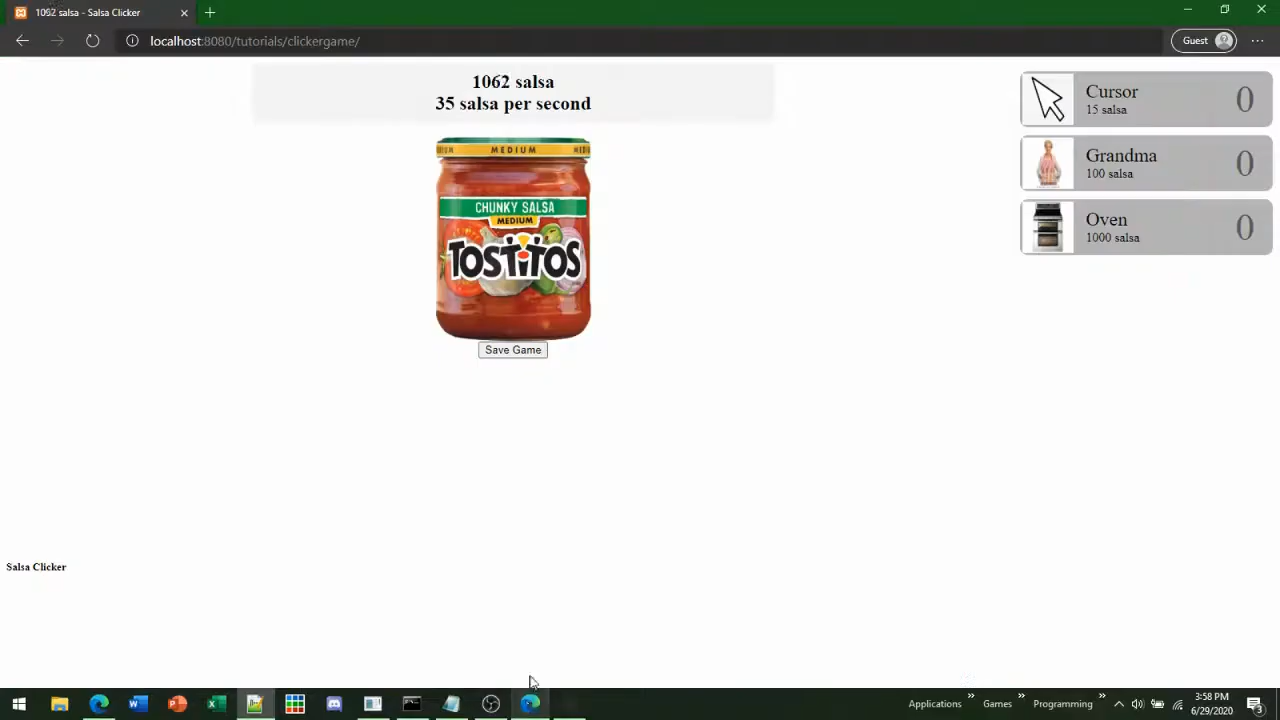 1062 salsa - Salsa Clicker
localhost:8080/tutorials/clickergame/
Guest
1062 salsa
35 salsa per second
MEDIUM
CHUNKY SALSA
MEDIUM
TOSTITOS
Save Game
Cursor
15 salsa
0
Grandma
100 salsa
0
Oven
1000 salsa
0
Salsa Clicker
Applications
Games
Programming
3:58 PM
6/29/2020
3